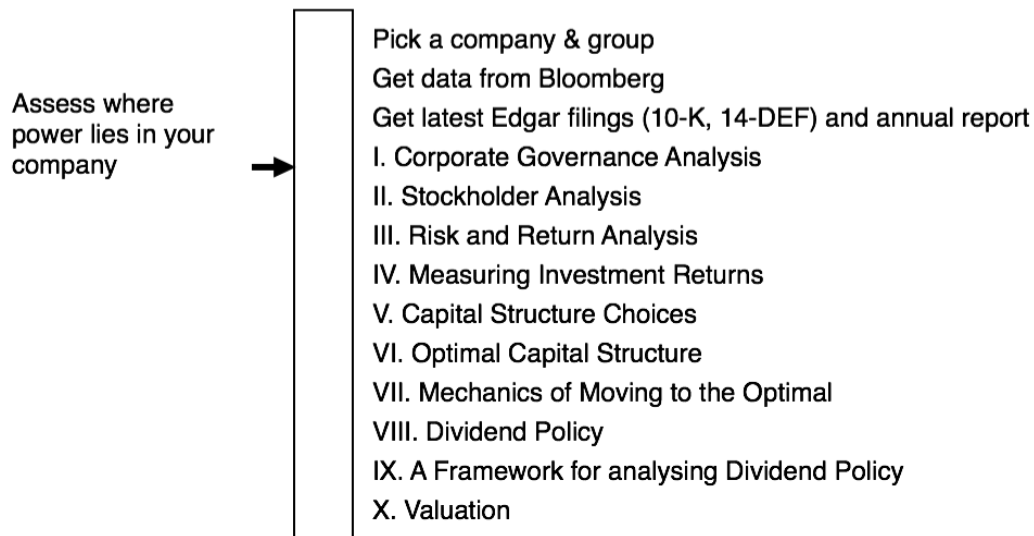 Assess where
power lies in your
company
Pick a company & group
Get data from Bloomberg
Get latest Edgar filings (10-K, 14-DEF) and annual report
I. Corporate Governance Analysis
II. Stockholder Analysis
III. Risk and Return Analysis
IV. Measuring Investment Returns
V. Capital Structure Choices
VI. Optimal Capital Structure
VII. Mechanics of Moving to the Optimal
VIII. Dividend Policy
IX. A Framework for analysing Dividend Policy
X. Valuation